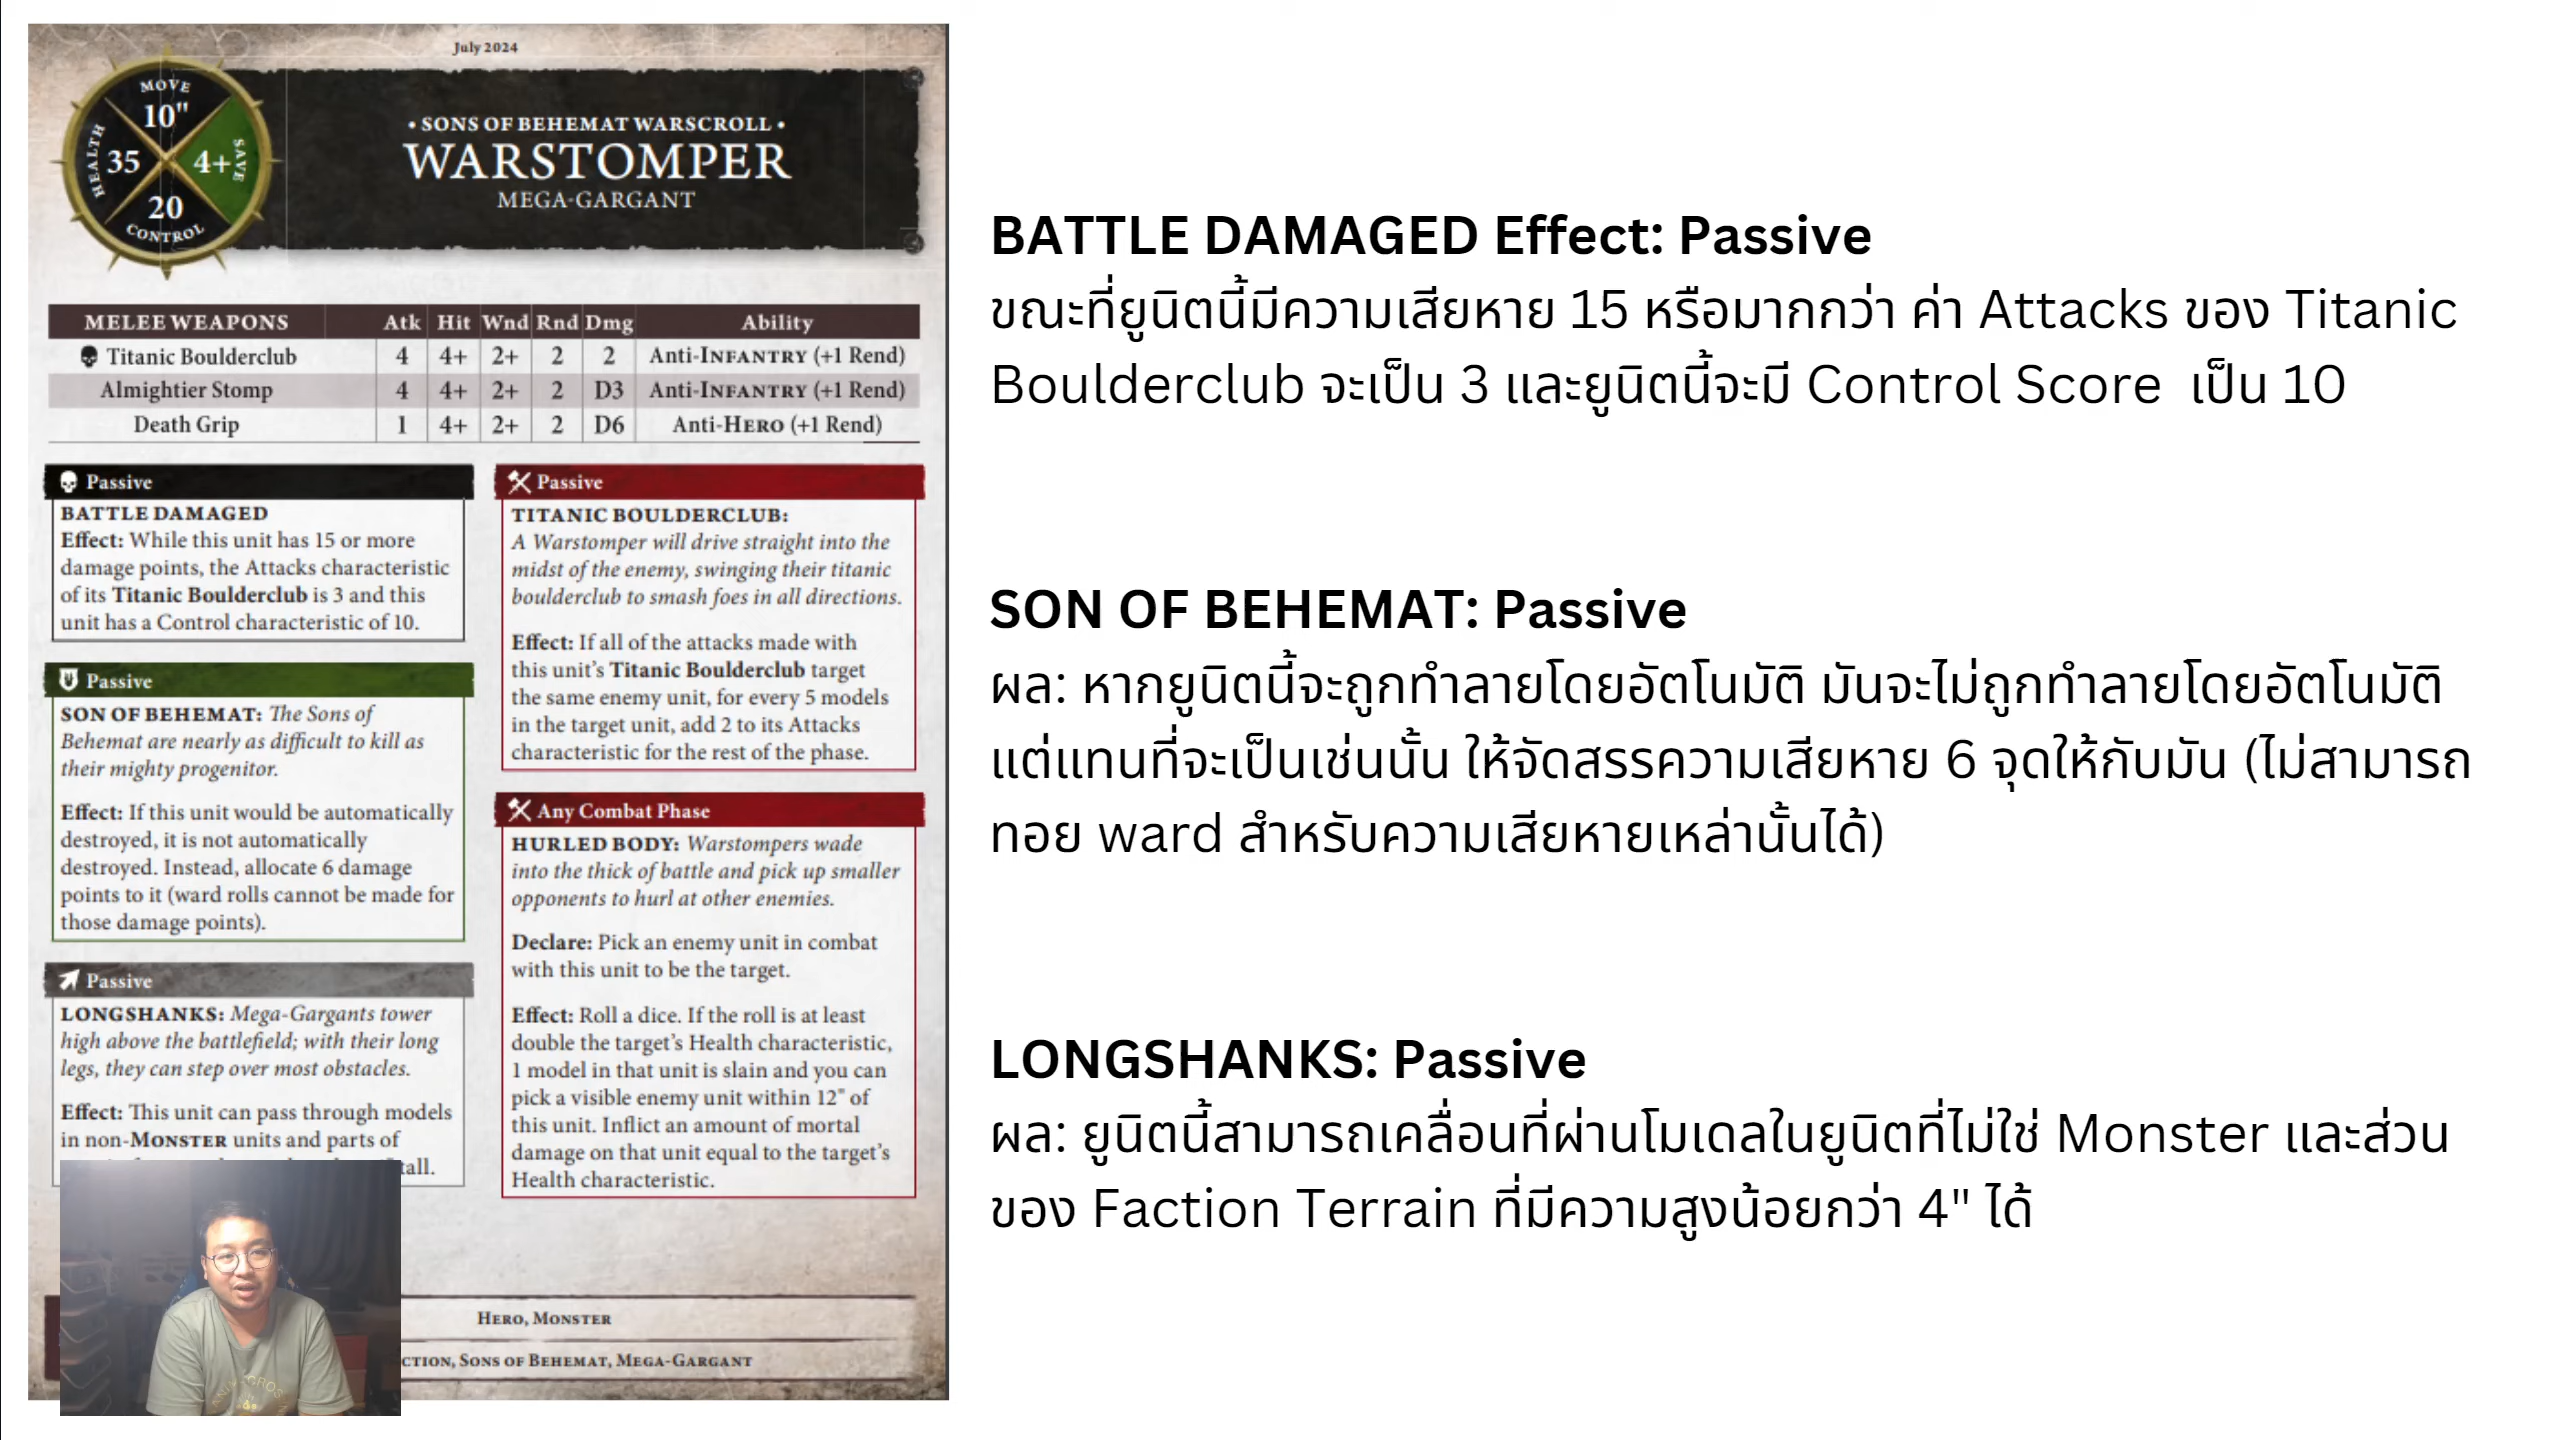 July 2024
MOVE
10"
HEALTH
35
4+
SAVE
20
CONTROL
• SONS OF BEHEMAT WARSCROLL •
WARSTOMPER
MEGA-GARGANT
MELEE WEAPONS Atk Hit Wnd Rnd Dmg Ability
Titanic Boulderclub 4 4+ 2+ 2 2 Anti-INFANTRY (+1 Rend)
Almightier Stomp 4 4+ 2+ 2 D3 Anti-INFANTRY (+1 Rend)
Death Grip 1 4+ 2+ 2 D6 Anti-HERO (+1 Rend)
Passive
BATTLE DAMAGED
Effect: While this unit has 15 or more
damage points, the Attacks characteristic
of its Titanic Boulderclub is 3 and this
unit has a Control characteristic of 10.
Passive
SON OF BEHEMAT: The Sons of
Behemat are nearly as difficult to kill as
their mighty progenitor.
Effect: If this unit would be automatically
destroyed, it is not automatically
destroyed. Instead, allocate 6 damage
points to it (ward rolls cannot be made for
those damage points).
Passive
LONGSHANKS: Mega-Gargants tower
high above the battlefield; with their long
legs, they can step over most obstacles.
Effect: This unit can pass through models
in non-MONSTER units and parts of
tall.
Passive
TITANIC BOULDERCLUB:
A Warstomper will drive straight into the
midst of the enemy, swinging their titanic
boulderclub to smash foes in all directions.
Effect: If all of the attacks made with
this unit's Titanic Boulderclub target
the same enemy unit, for every 5 models
in the target unit, add 2 to its Attacks
characteristic for the rest of the phase.
Any Combat Phase
HURLED BODY: Warstompers wade
into the thick of battle and pick up smaller
opponents to hurl at other enemies.
Declare: Pick an enemy unit in combat
with this unit to be the target.
Effect: Roll a dice. If the roll is at least
double the target's Health characteristic,
1 model in that unit is slain and you can
pick a visible enemy unit within 12" of
this unit. Inflict an amount of mortal
damage on that unit equal to the target's
Health characteristic.
HERO, MONSTER
SONS OF BEHEMAT, MEGA-GARGANT
BATTLE DAMAGED Effect: Passive
ขณะที่ยูนิตนี้มีความเสียหาย 15 หรือมากกว่า ค่า Attacks ของ Titanic
Boulderclub จะเป็น 3 และยูนิตนี้จะมี Control Score เป็น 10
SON OF BEHEMAT: Passive
ผล: หากยูนิตนี้จะถูกทำลายโดยอัตโนมัติ มันจะไม่ถูกทำลายโดยอัตโนมัติ
แต่แทนที่จะเป็นเช่นนั้น ให้จัดสรรความเสียหาย 6 จุดให้กับมัน (ไม่สามารถ
ทอย ward สำหรับความเสียหายเหล่านั้นได้)
LONGSHANKS: Passive
ผล: ยูนิตนี้สามารถเคลื่อนที่ผ่านโมเดลในยูนิตที่ไม่ใช่ Monster และส่วน
ของ Faction Terrain ที่มีความสูงน้อยกว่า 4" ได้